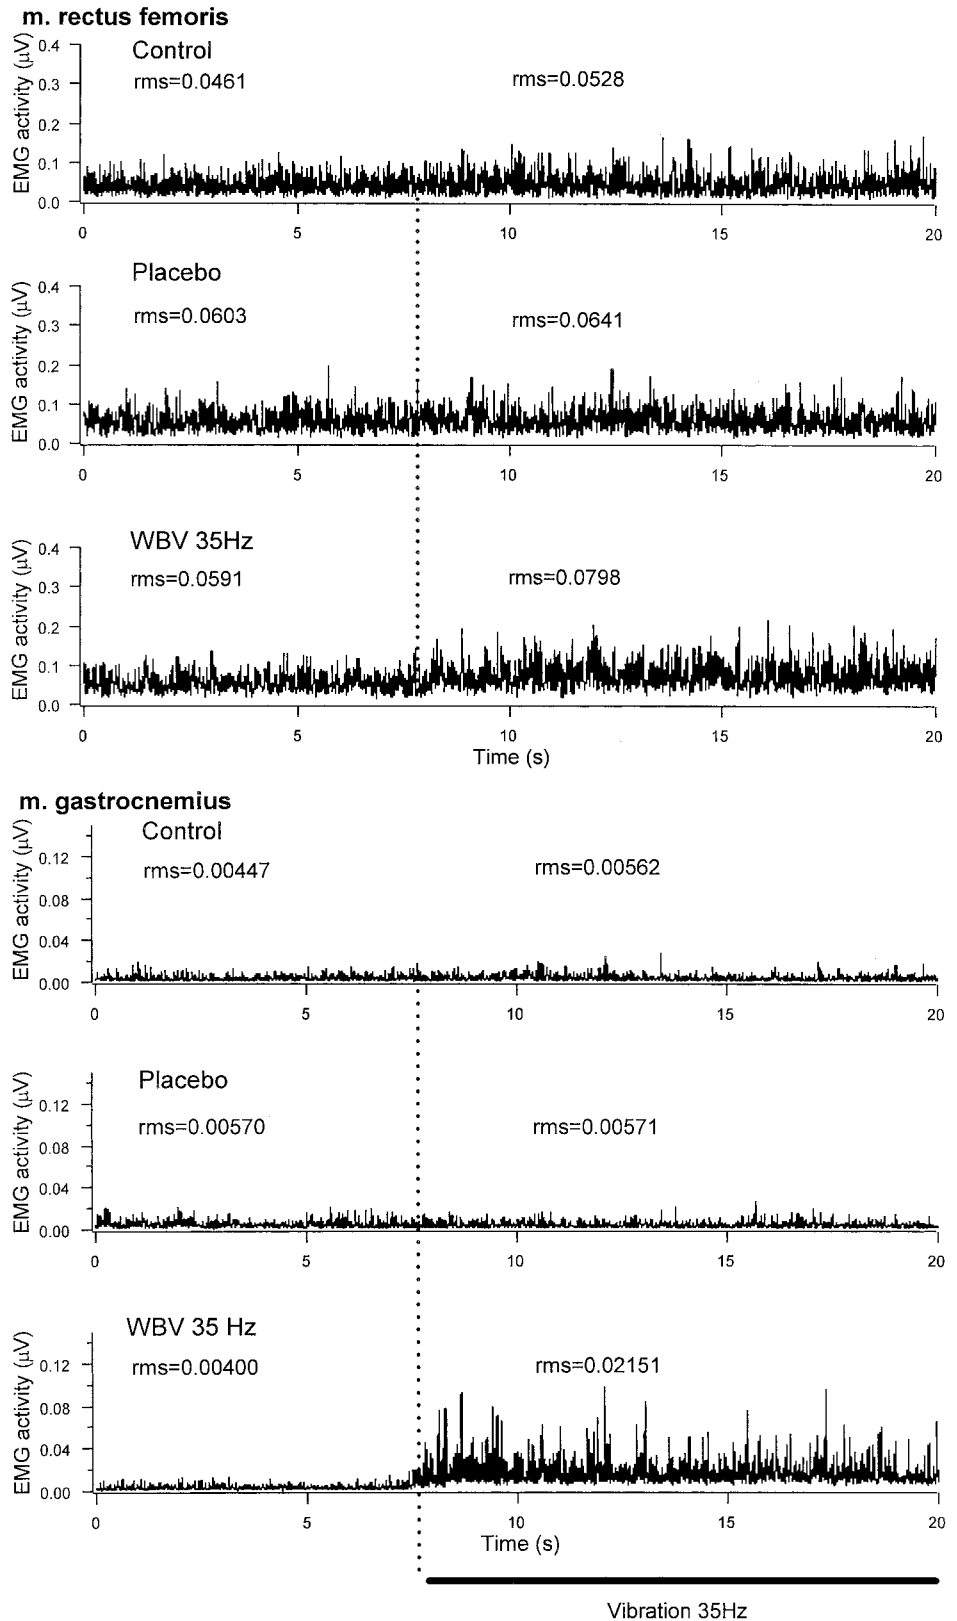 m. rectus femoris
Control
rms=0.0461 rms=0.0528
EMG activity (µV)
0.4
0.3
0.2
0.1
0.0
0 5 10 15 20
Placebo
rms=0.0603 rms=0.0641
EMG activity (µV)
0.4
0.3
0.2
0.1
0.0
0 5 10 15 20
WBV 35Hz
rms=0.0591 rms=0.0798
EMG activity (µV)
0.4
0.3
0.2
0.1
0.0
0 5 10 15 20
Time (s)
m. gastrocnemius
Control
rms=0.00447 rms=0.00562
EMG activity (µV)
0.12
0.08
0.04
0.00
0 5 10 15 20
Placebo
rms=0.00570 rms=0.00571
EMG activity (µV)
0.12
0.08
0.04
0.00
0 5 10 15 20
WBV 35 Hz
rms=0.00400 rms=0.02151
EMG activity (µV)
0.12
0.08
0.04
0.00
0 5 10 15 20
Time (s)
Vibration 35Hz